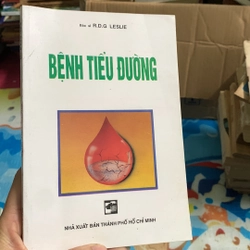 Bác sĩ R.D.G LESLIE
BỆNH TIỂU ĐƯỜNG
NHÀ XUẤT BẢN THÀNH PHỐ HỒ CHÍ MINH